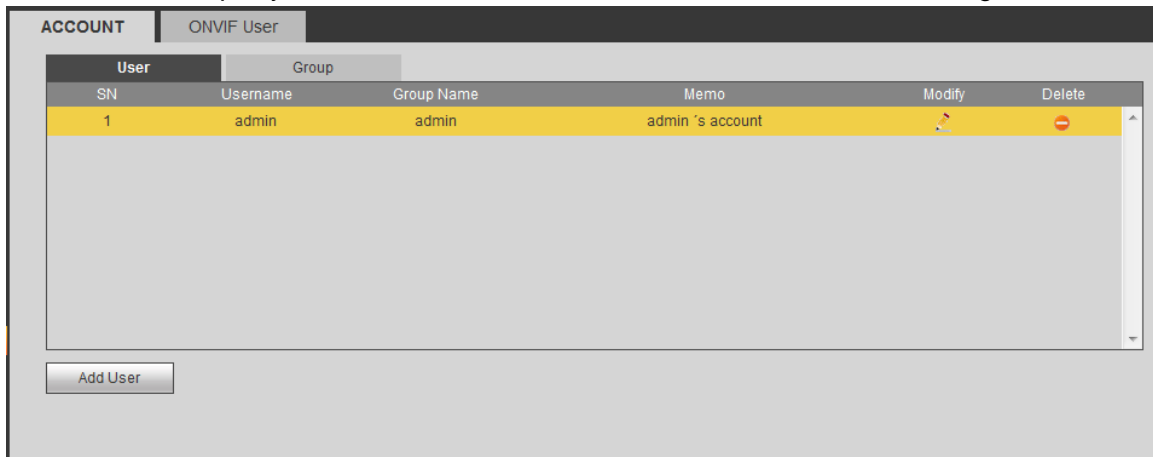 ACCOUNT ONVIF User
User Group
SN Username Group Name Memo Modify Delete
1 admin admin admin ´s account
Add User